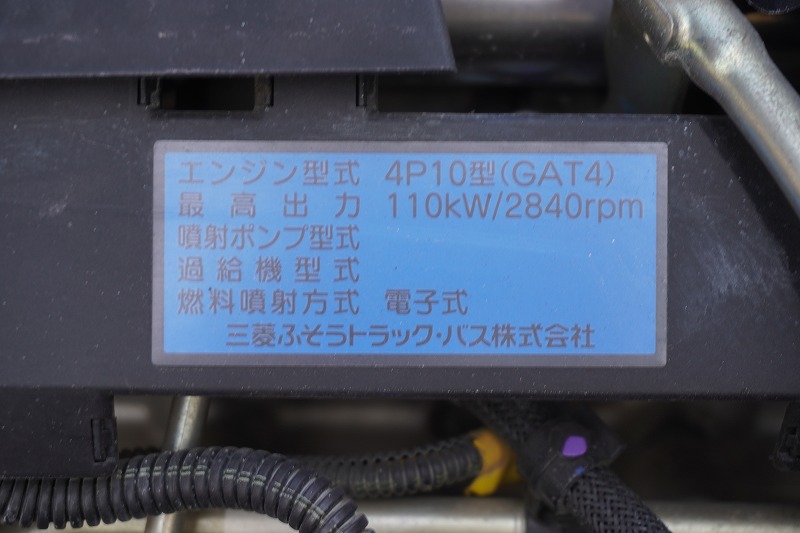 エンジン型式 4P10型(GAT4)
最高出力 110kW/2840rpm
噴射ポンプ型式
過給機型式
燃料噴射方式 電子式
三菱ふそうトラック・バス株式会社